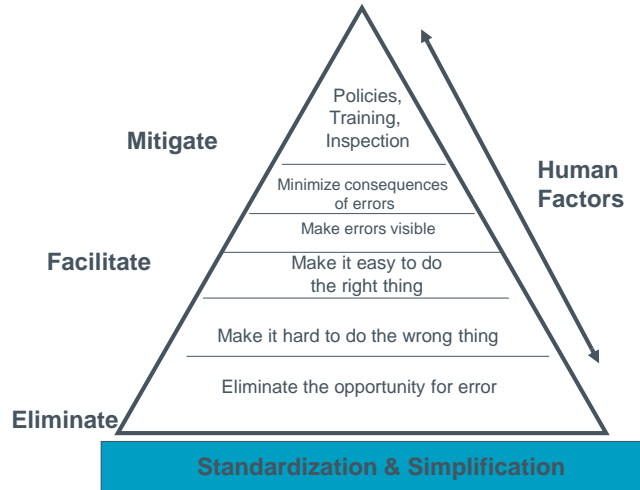 Policies,
Training,
Inspection
Mitigate
Minimize consequences
of errors
Human
Factors
Make errors visible
Facilitate
Make it easy to do
the right thing
Make it hard to do the wrong thing
Eliminate the opportunity for error
Eliminate
Standardization & Simplification